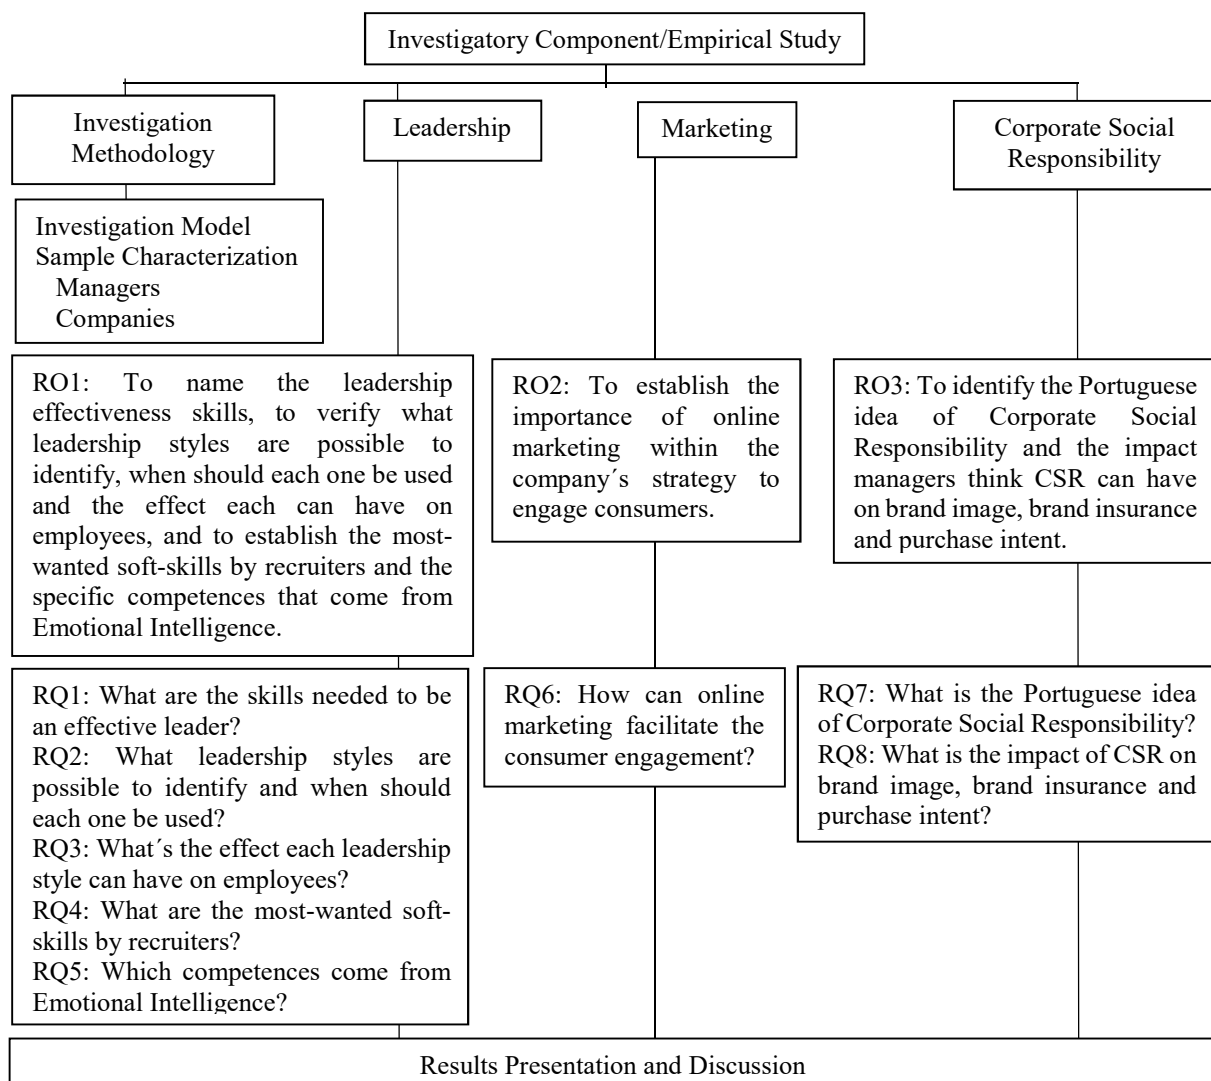 Investigatory Component/Empirical Study
Investigation
Methodology
Leadership
Marketing
Corporate Social
Responsibility
Investigation Model
Sample Characterization
Managers
Companies
RO1: To name the leadership
effectiveness skills, to verify what
leadership styles are possible to
identify, when should each one be used
and the effect each can have on
employees, and to establish the most-
wanted soft-skills by recruiters and the
specific competences that come from
Emotional Intelligence.
RO2: To establish the
importance of online
marketing within the
company´s strategy to
engage consumers.
RO3: To identify the Portuguese
idea of Corporate Social
Responsibility and the impact
managers think CSR can have
on brand image, brand insurance
and purchase intent.
RQ1: What are the skills needed to be
an effective leader?
RQ2: What leadership styles are
possible to identify and when should
each one be used?
RQ3: What´s the effect each leadership
style can have on employees?
RQ4: What are the most-wanted soft-
skills by recruiters?
RQ5: Which competences come from
Emotional Intelligence?
RQ6: How can online
marketing facilitate the
consumer engagement?
RQ7: What is the Portuguese idea
of Corporate Social Responsibility?
RQ8: What is the impact of CSR on
brand image, brand insurance and
purchase intent?
Results Presentation and Discussion